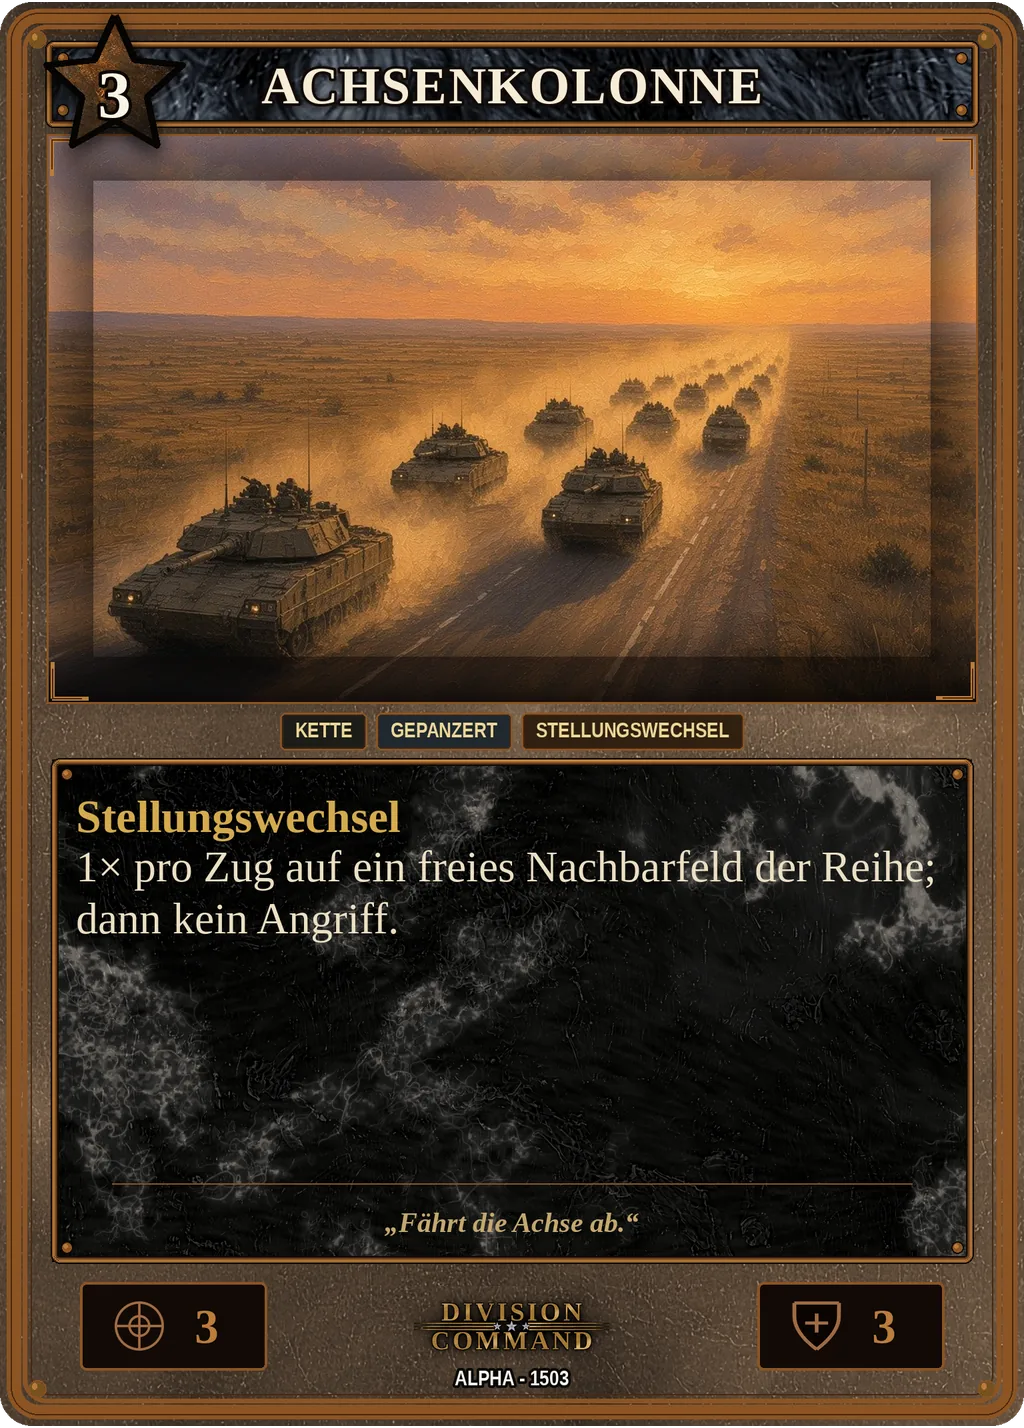 3
ACHSENKOLONNE
KETTE GEPANZERT STELLUNGSWECHSEL
Stellungswechsel
1× pro Zug auf ein freies Nachbarfeld der Reihe;
dann kein Angriff.
„Fährt die Achse ab.“
3
DIVISION
COMMAND
3
ALPHA - 1503